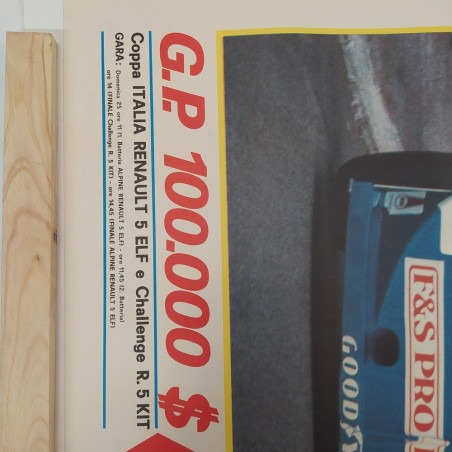 G.P. 100.000 $
Coppa ITALIA RENAULT 5 ELF e Challenge R. 5 KIT
GARA: Domenica 25 ore 11 (1. Batteria ALPINE RENAULT 5 ELF) - ore 11,45 (2. Batteria)
ore 14 (FINALE Challenge R. 5 KIT) - ore 14,45 (FINALE ALPINE RENAULT 5 ELF)
F&S PRO
GOODY